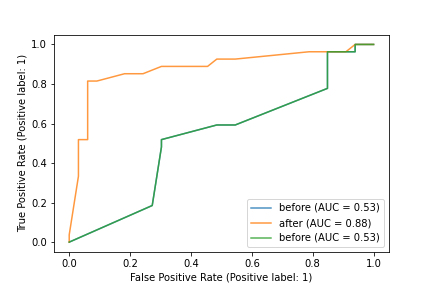 1.0
0.8
0.6
0.4
0.2
0.0
True Positive Rate (Positive label: 1)
before (AUC = 0.53)
after (AUC = 0.88)
before (AUC = 0.53)
0.0 0.2 0.4 0.6 0.8 1.0
False Positive Rate (Positive label: 1)